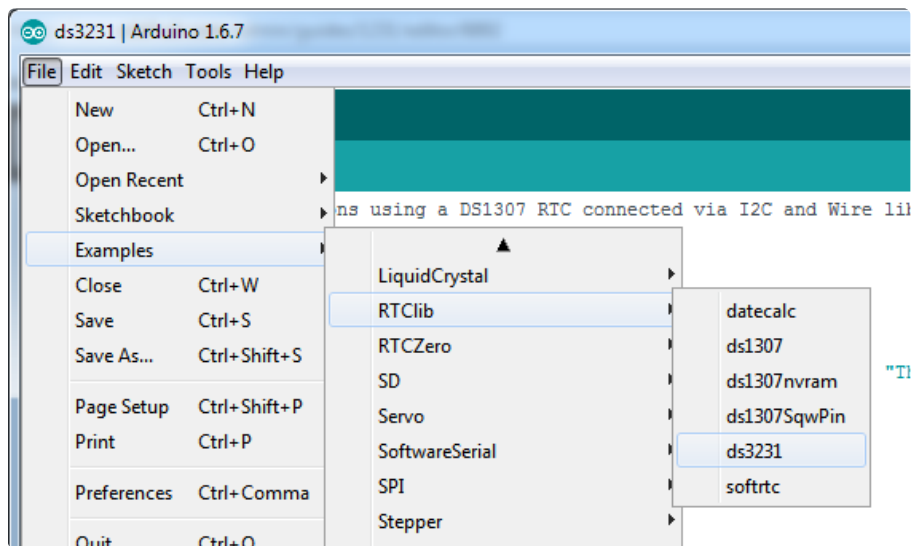 ds3231 | Arduino 1.6.7
File Edit Sketch Tools Help
New Ctrl+N
Open... Ctrl+O
Open Recent
Sketchbook
Examples
Close Ctrl+W
Save Ctrl+S
Save As... Ctrl+Shift+S
Page Setup Ctrl+Shift+P
Print Ctrl+P
Preferences Ctrl+Comma
Quit Ctrl+Q
ns using a DS1307 RTC connected via I2C and Wire lib
LiquidCrystal
RTClib
RTCZero
SD
Servo
SoftwareSerial
SPI
Stepper
datecalc
ds1307
ds1307nvram
ds1307SqwPin
ds3231
softrtc